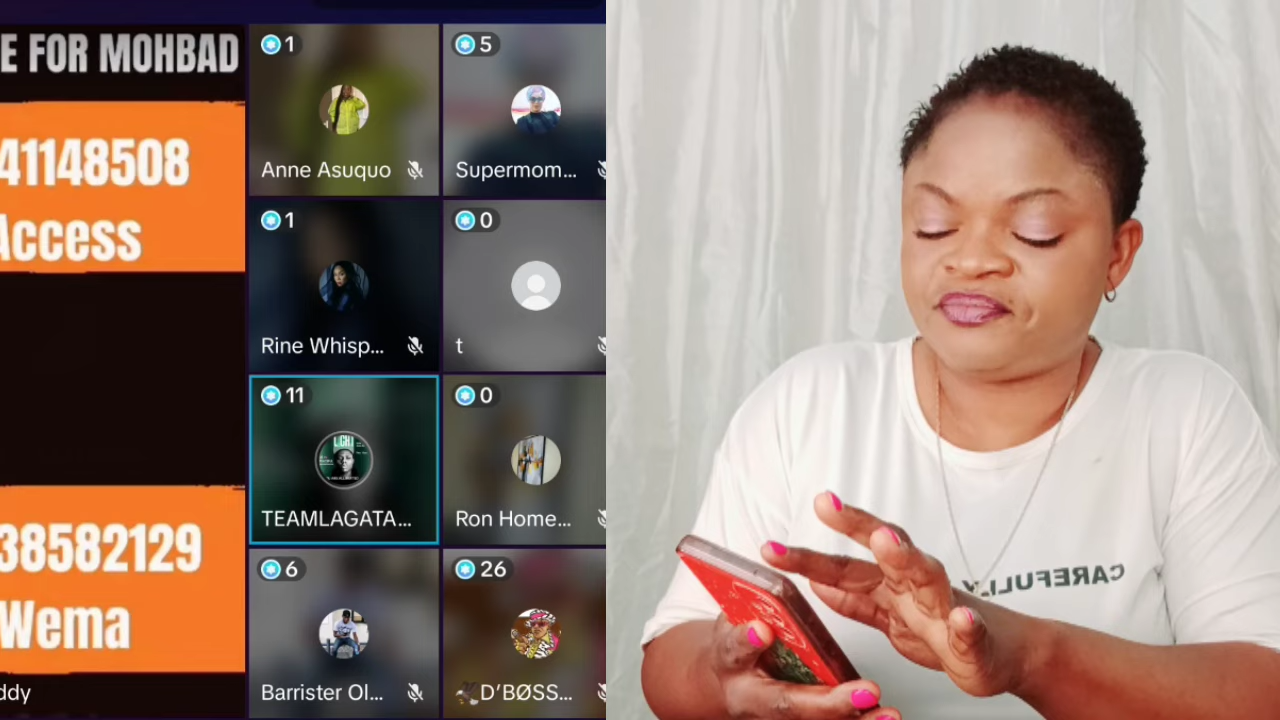 E FOR MOHBAD
41148508
Access
38582129
Wema
ddy
1
Anne Asuquo
5
Supermom...
1
Rine Whisp...
0
t
11
LIGHT
TEAMLAGATA...
0
Ron Home...
6
Barrister Ol...
26
D'BØSS...
CAREFULLY